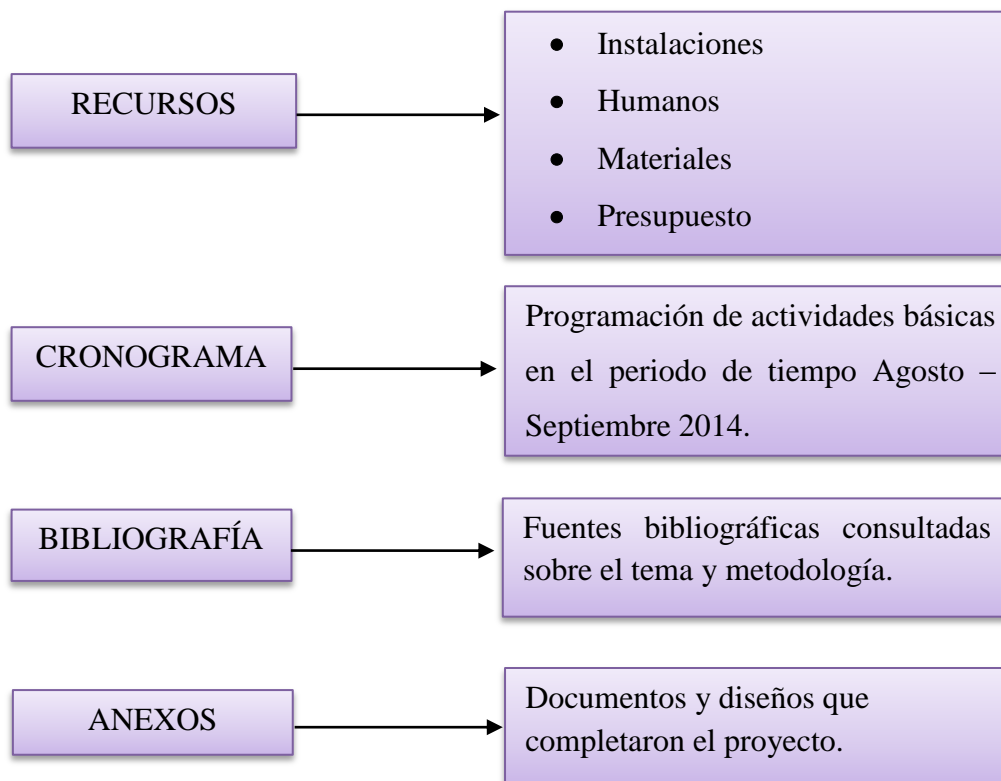 RECURSOS
• Instalaciones
• Humanos
• Materiales
• Presupuesto
CRONOGRAMA
Programación de actividades básicas
en el periodo de tiempo Agosto –
Septiembre 2014.
BIBLIOGRAFÍA
Fuentes bibliográficas consultadas
sobre el tema y metodología.
ANEXOS
Documentos y diseños que
completaron el proyecto.